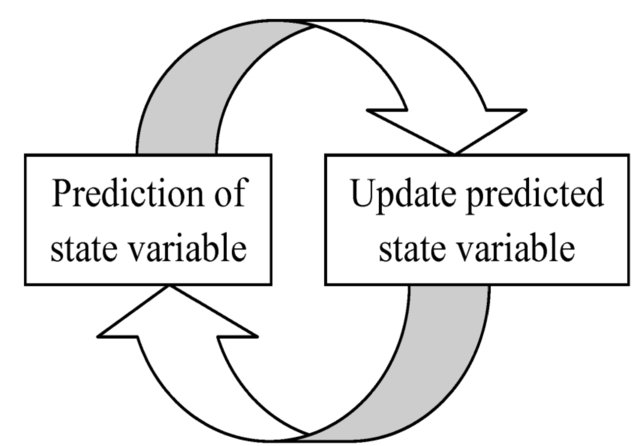 Prediction of
state variable
Update predicted
state variable